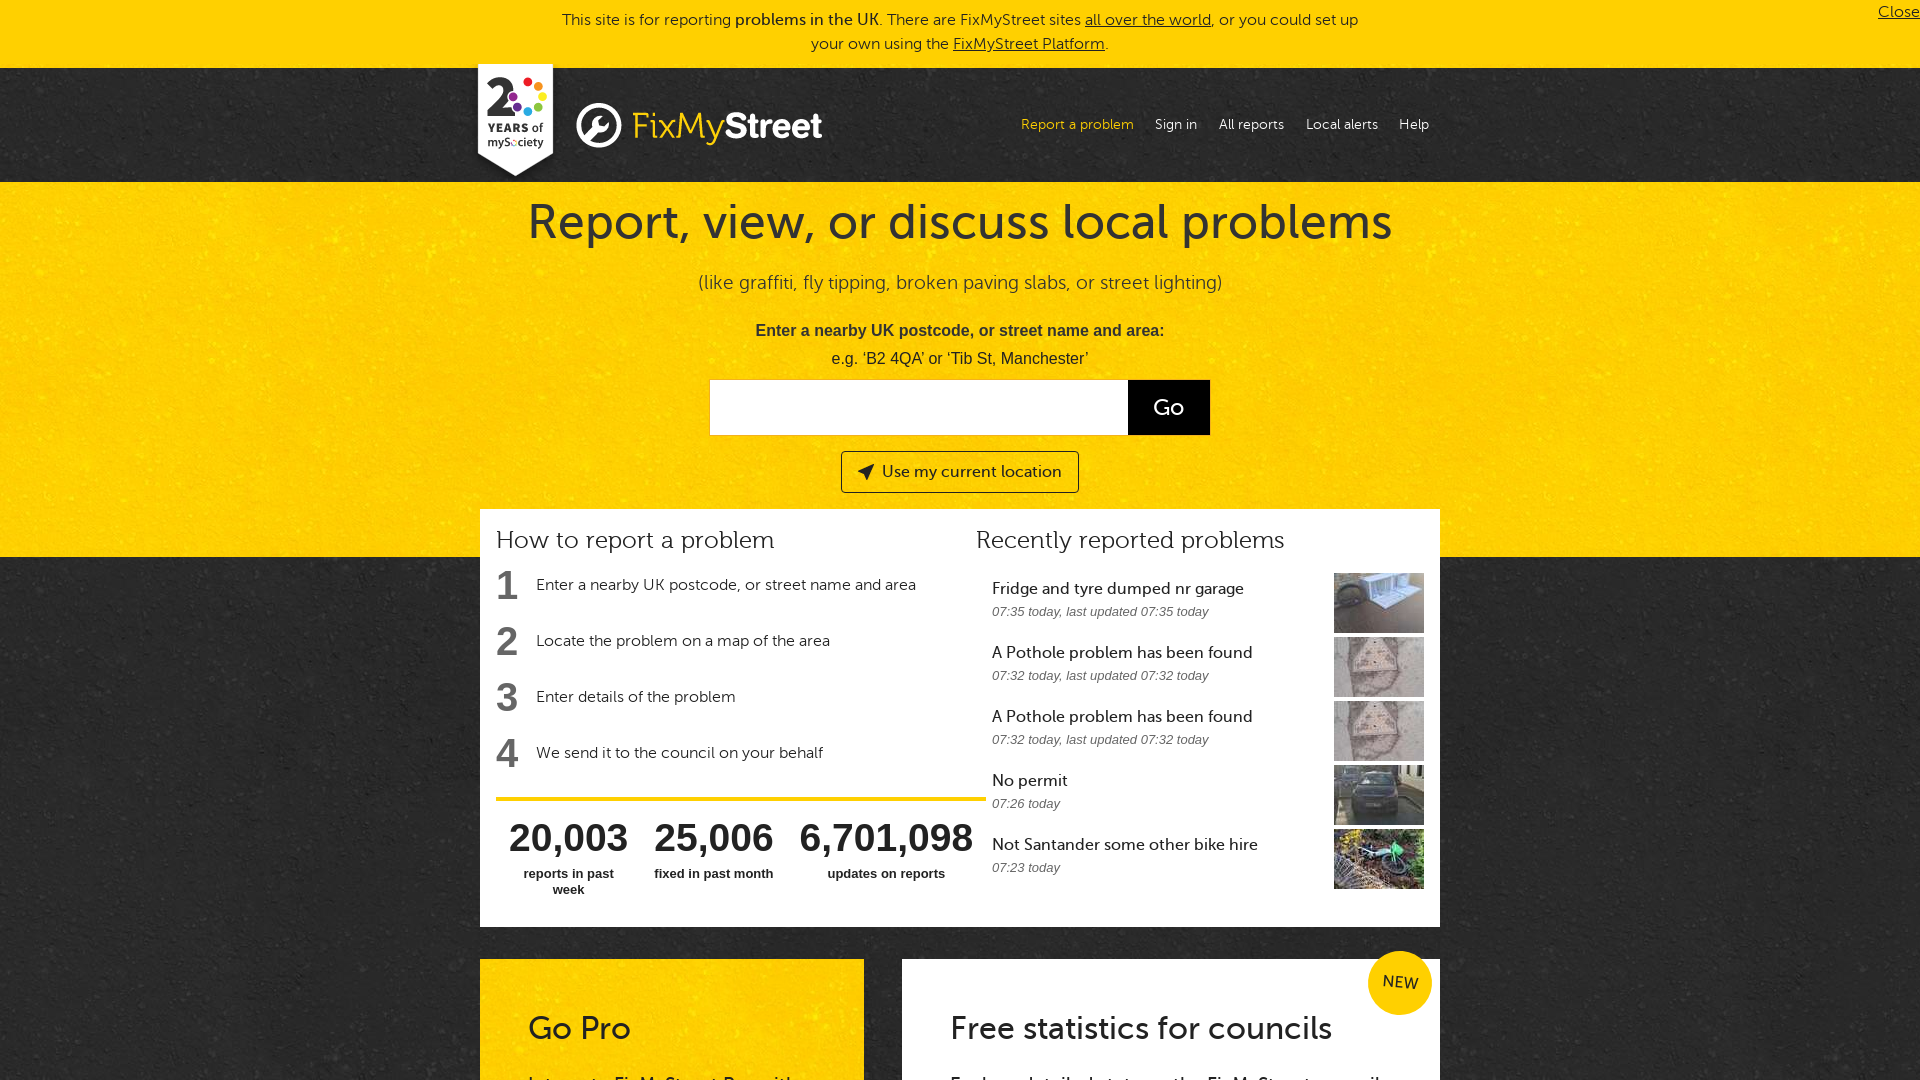 This site is for reporting problems in the UK. There are FixMyStreet sites all over the world, or you could set up
your own using the FixMyStreet Platform.
Close
20
YEARS of
mySociety
FixMyStreet
Report a problem
Sign in
All reports
Local alerts
Help
Report, view, or discuss local problems
(like graffiti, fly tipping, broken paving slabs, or street lighting)
Enter a nearby UK postcode, or street name and area:
e.g. ‘B2 4QA’ or ‘Tib St, Manchester’
Go
Use my current location
How to report a problem
1 Enter a nearby UK postcode, or street name and area
2 Locate the problem on a map of the area
3 Enter details of the problem
4 We send it to the council on your behalf
20,003
reports in past
week
25,006
fixed in past month
6,701,098
updates on reports
Recently reported problems
Fridge and tyre dumped nr garage
07:35 today, last updated 07:35 today
A Pothole problem has been found
07:32 today, last updated 07:32 today
A Pothole problem has been found
07:32 today, last updated 07:32 today
No permit
07:26 today
Not Santander some other bike hire
07:23 today
Go Pro
NEW
Free statistics for councils